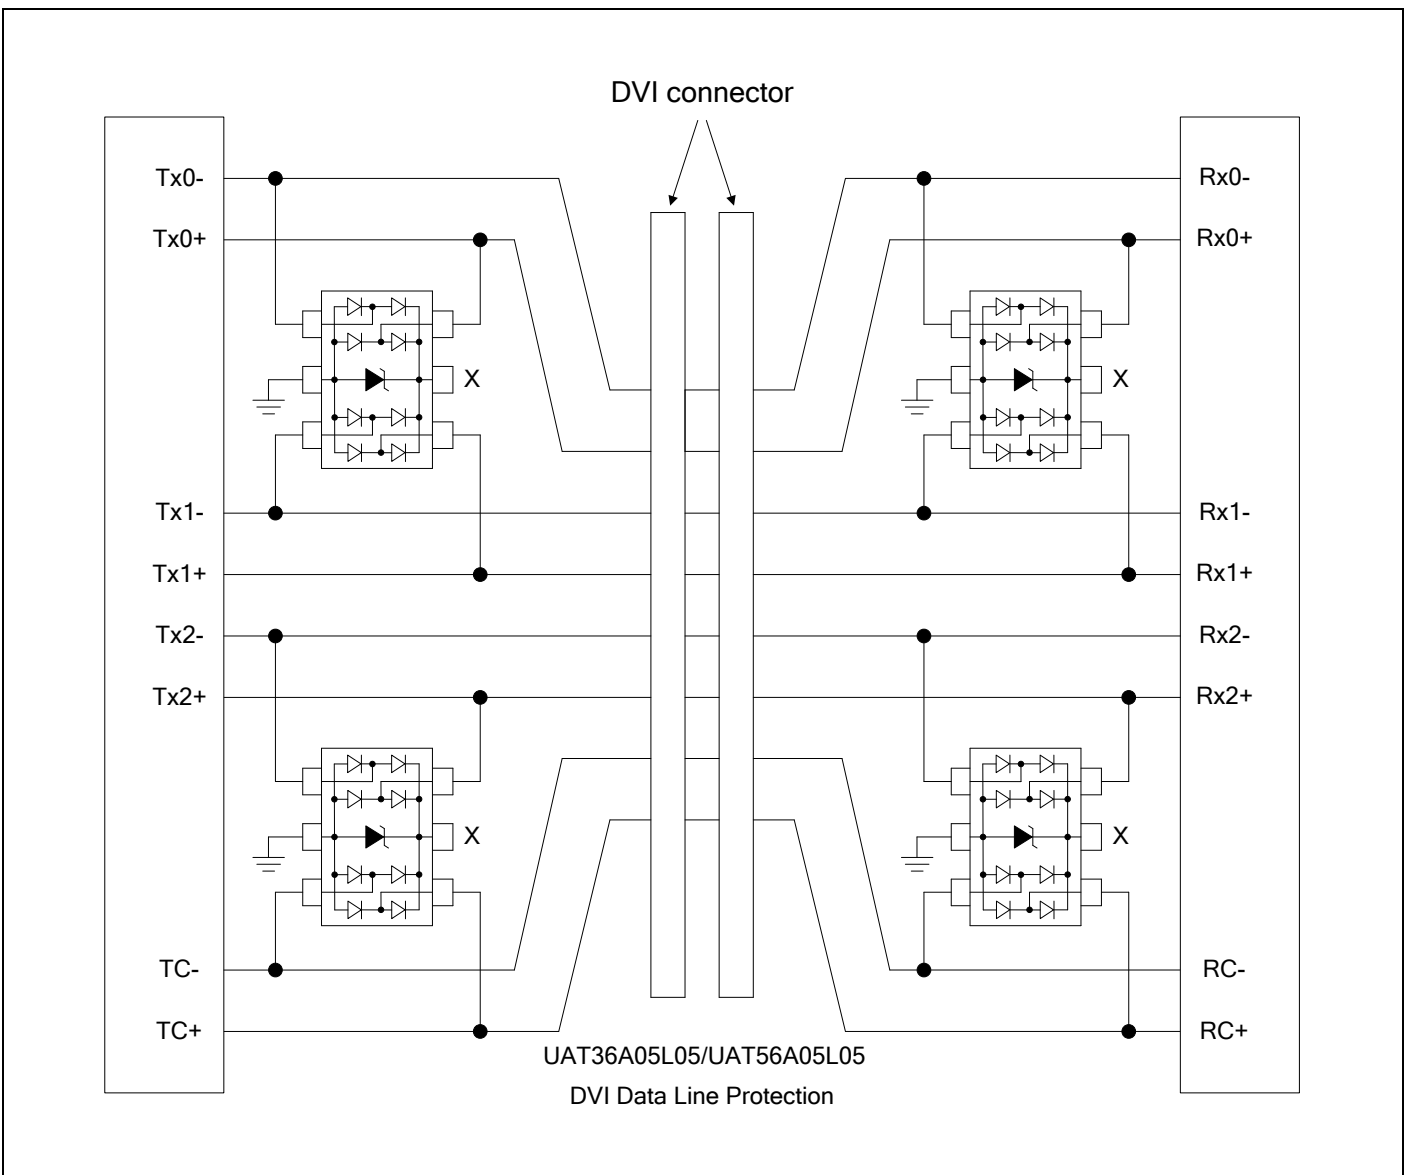 DVI connector
Tx0-
Rx0-
Tx0+
Rx0+
X
X
Tx1-
Rx1-
Tx1+
Rx1+
Tx2-
Rx2-
Tx2+
Rx2+
X
X
TC-
RC-
TC+
RC+
UAT36A05L05/UAT56A05L05
DVI Data Line Protection